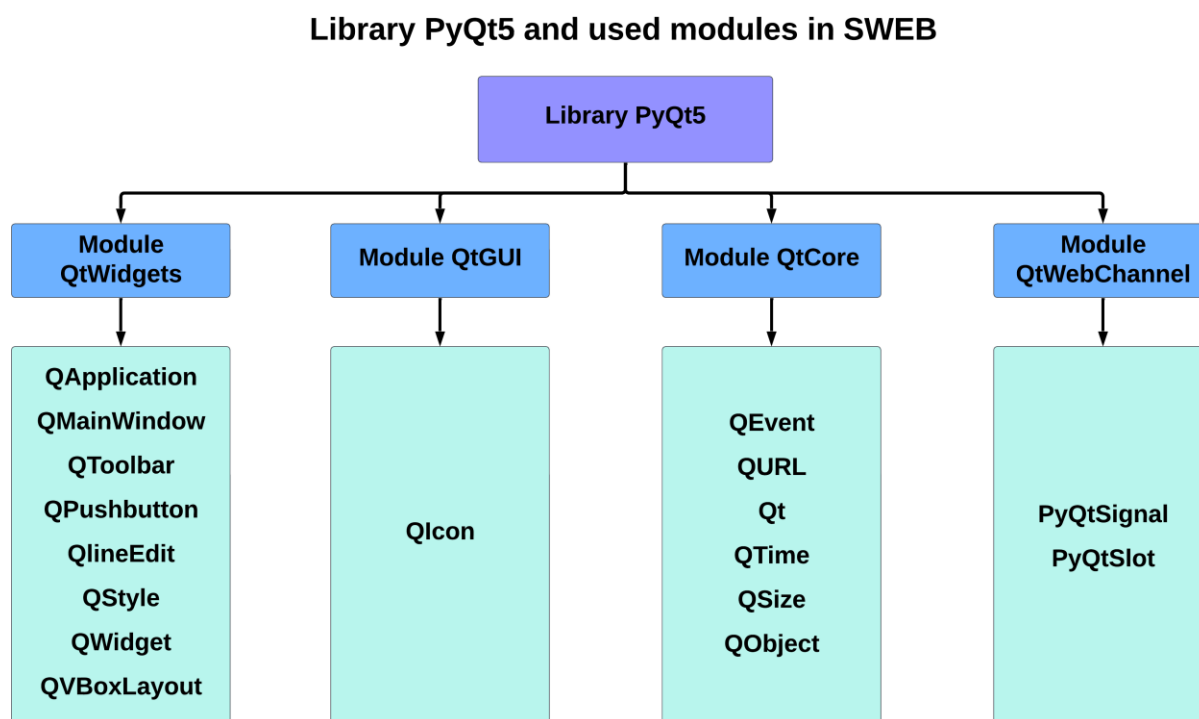 Library PyQt5 and used modules in SWEB
Library PyQt5
Module
QtWidgets
Module QtGUI
Module QtCore
Module
QtWebChannel
QApplication
QMainWindow
QToolbar
QPushbutton
QlineEdit
QStyle
QWidget
QVBoxLayout
QIcon
QEvent
QURL
Qt
QTime
QSize
QObject
PyQtSignal
PyQtSlot